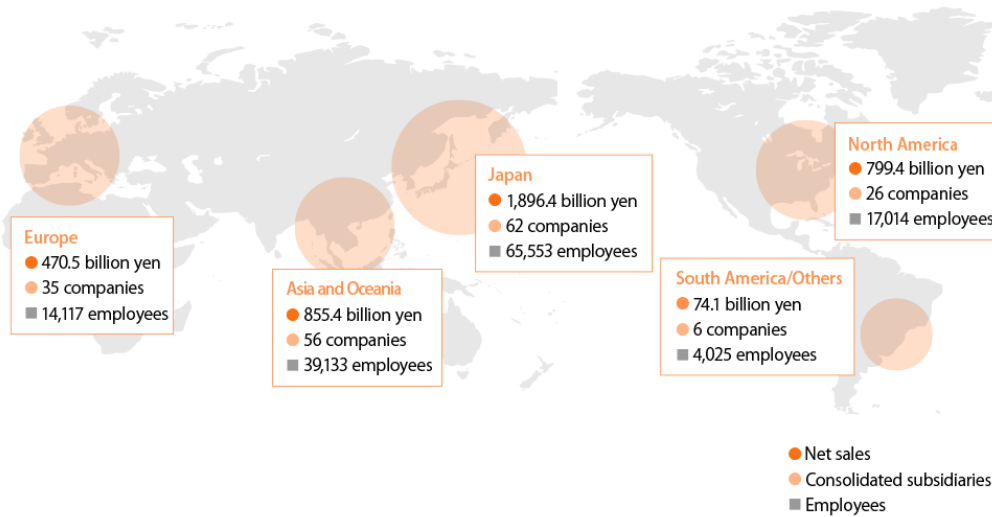 Europe
470.5 billion yen
35 companies
14,117 employees
Asia and Oceania
855.4 billion yen
56 companies
39,133 employees
Japan
1,896.4 billion yen
62 companies
65,553 employees
North America
799.4 billion yen
26 companies
17,014 employees
South America/Others
74.1 billion yen
6 companies
4,025 employees
Net sales
Consolidated subsidiaries
Employees